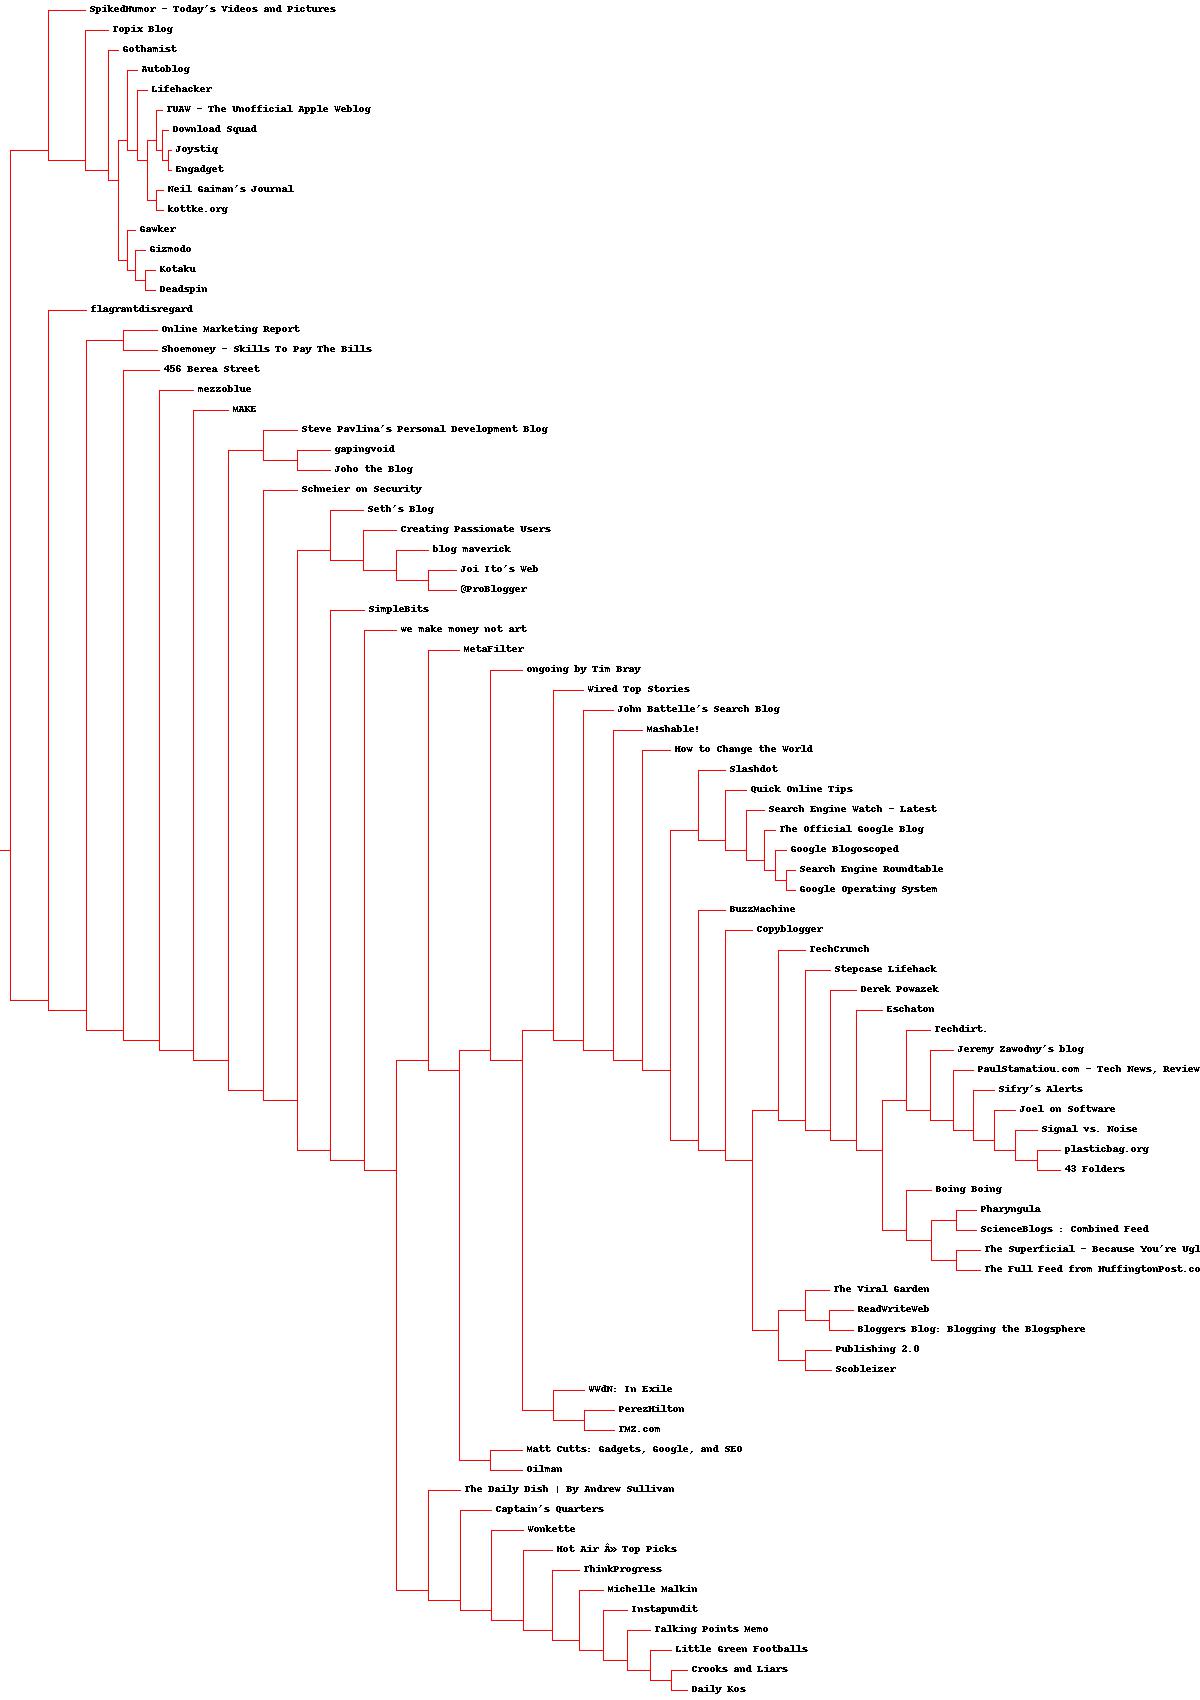 SpikedHumor - Today's Videos and Pictures
Topix Blog
Gothamist
Autoblog
Lifehacker
TUAW - The Unofficial Apple Weblog
Download Squad
Joystiq
Engadget
Neil Gaiman's Journal
kottke.org
Gawker
Gizmodo
Kotaku
Deadspin
flagrantdisregard
Online Marketing Report
Shoemoney - Skills To Pay The Bills
456 Berea Street
mezzoblue
MAKE
Steve Pavlina's Personal Development Blog
gapingvoid
Joho the Blog
Schneier on Security
Seth's Blog
Creating Passionate Users
blog maverick
Joi Ito's Web
@ProBlogger
SimpleBits
we make money not art
MetaFilter
ongoing by Tim Bray
Wired Top Stories
John Battelle's Search Blog
Mashable!
How to Change the World
Slashdot
Quick Online Tips
Search Engine Watch - Latest
The Official Google Blog
Google Blogoscoped
Search Engine Roundtable
Google Operating System
BuzzMachine
Copyblogger
TechCrunch
Stepcase Lifehack
Derek Powazek
Eschaton
Techdirt.
Jeremy Zawodny's blog
PaulStamatiou.com - Tech News, Review
Sifry's Alerts
Joel on Software
Signal vs. Noise
plasticbag.org
43 Folders
Boing Boing
Pharyngula
ScienceBlogs : Combined Feed
The Superficial - Because You're Ugl
The Full Feed from HuffingtonPost.co
The Viral Garden
ReadWriteWeb
Bloggers Blog: Blogging the Blogsphere
Publishing 2.0
Scobleizer
WWdN: In Exile
PerezHilton
TMZ.com
Matt Cutts: Gadgets, Google, and SEO
Oilman
The Daily Dish | By Andrew Sullivan
Captain's Quarters
Wonkette
Hot Air Â» Top Picks
ThinkProgress
Michelle Malkin
Instapundit
Talking Points Memo
Little Green Footballs
Crooks and Liars
Daily Kos